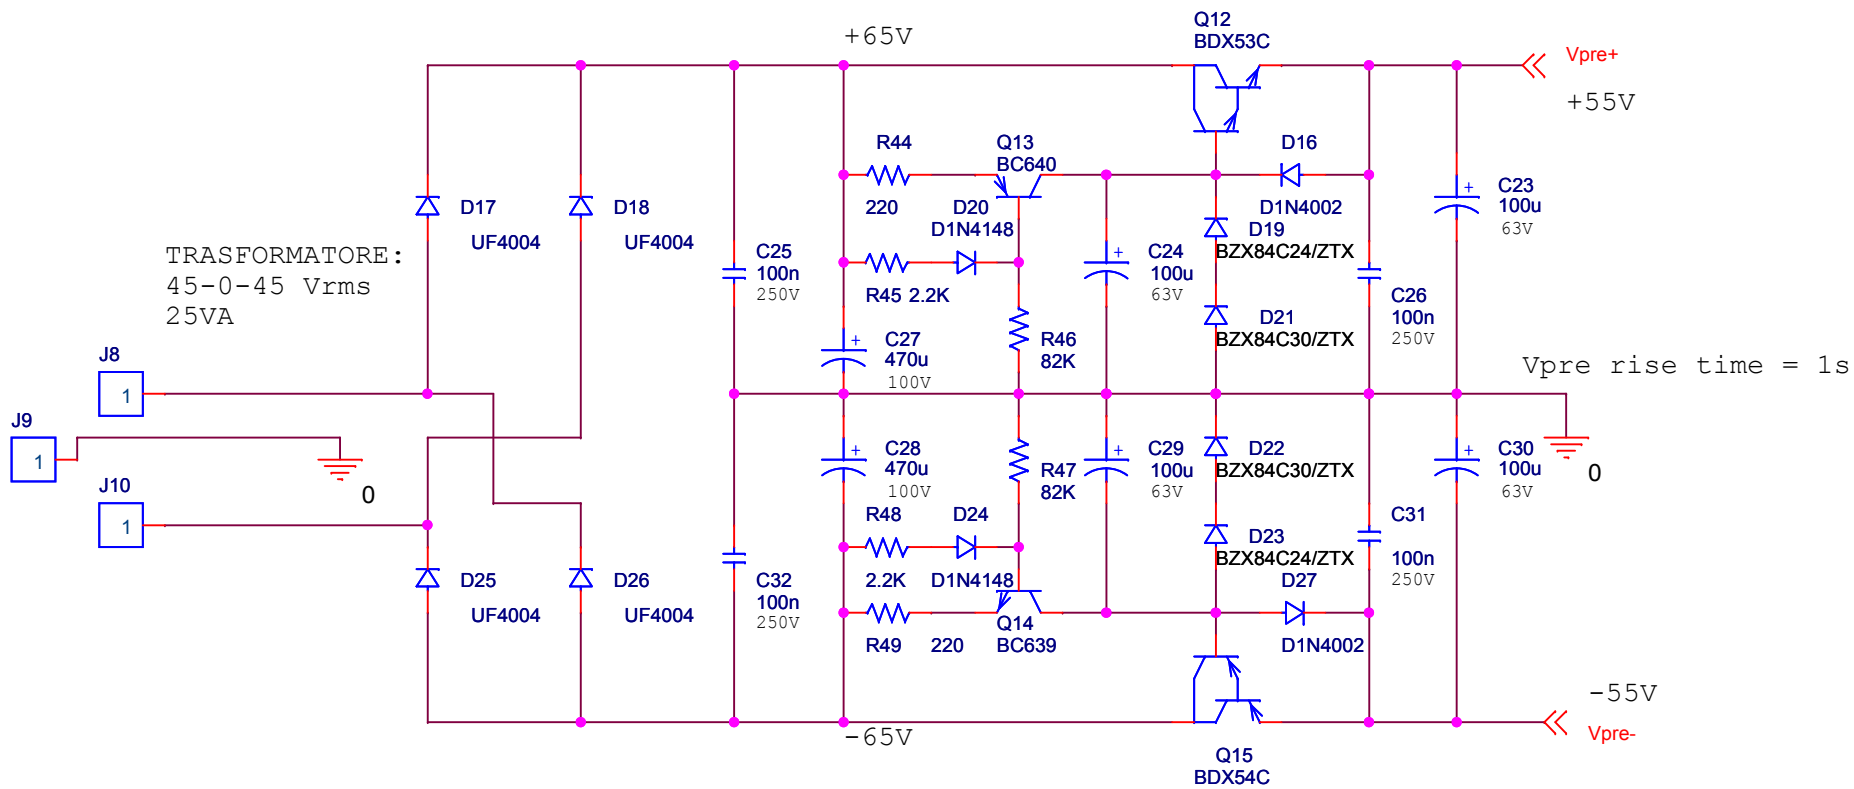 Q12
BDX53C
+65V
Vpre+
+55V
R44
220
Q13
BC640
D16
D1N4002
C23
100u
63V
D17
UF4004
D18
UF4004
D20
D1N4148
D19
BZX84C24/ZTX
TRASFORMATORE:
45-0-45 Vrms
25VA
C25
100n
250V
C24
100u
63V
R45 2.2K
C26
100n
250V
D21
BZX84C30/ZTX
C27
470u
100V
R46
82K
Vpre rise time = 1s
J8
1
J9
1
0
J10
1
C28
470u
100V
R47
82K
C29
100u
63V
D22
BZX84C30/ZTX
C30
100u
63V
0
R48
2.2K
D24
D1N4148
D23
BZX84C24/ZTX
C31
100n
250V
D25
UF4004
D26
UF4004
C32
100n
250V
D27
D1N4002
R49 220
Q14
BC639
-65V
-55V
Vpre-
Q15
BDX54C